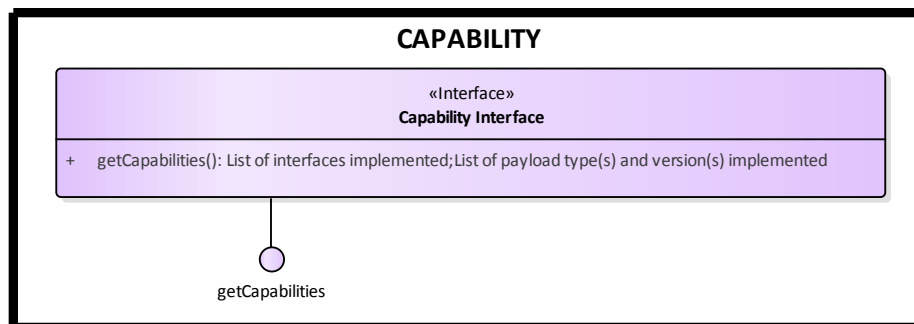 CAPABILITY
«Interface»
Capability Interface
+ getCapabilities(): List of interfaces implemented;List of payload type(s) and version(s) implemented
getCapabilities